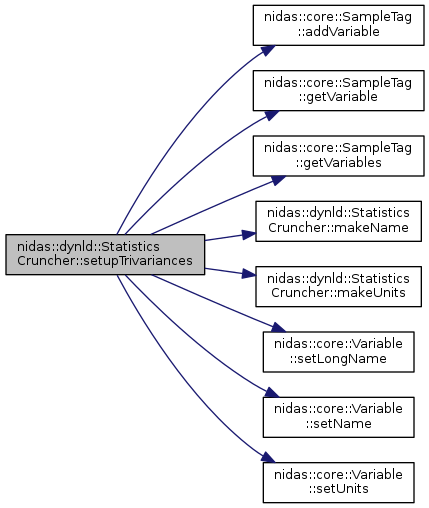 nidas::core::SampleTag
::addVariable
nidas::core::SampleTag
::getVariable
nidas::core::SampleTag
::getVariables
nidas::dynld::Statistics
Cruncher::makeName
nidas::dynld::Statistics
Cruncher::setupTrivariances
nidas::dynld::Statistics
Cruncher::makeUnits
nidas::core::Variable
::setLongName
nidas::core::Variable
::setName
nidas::core::Variable
::setUnits